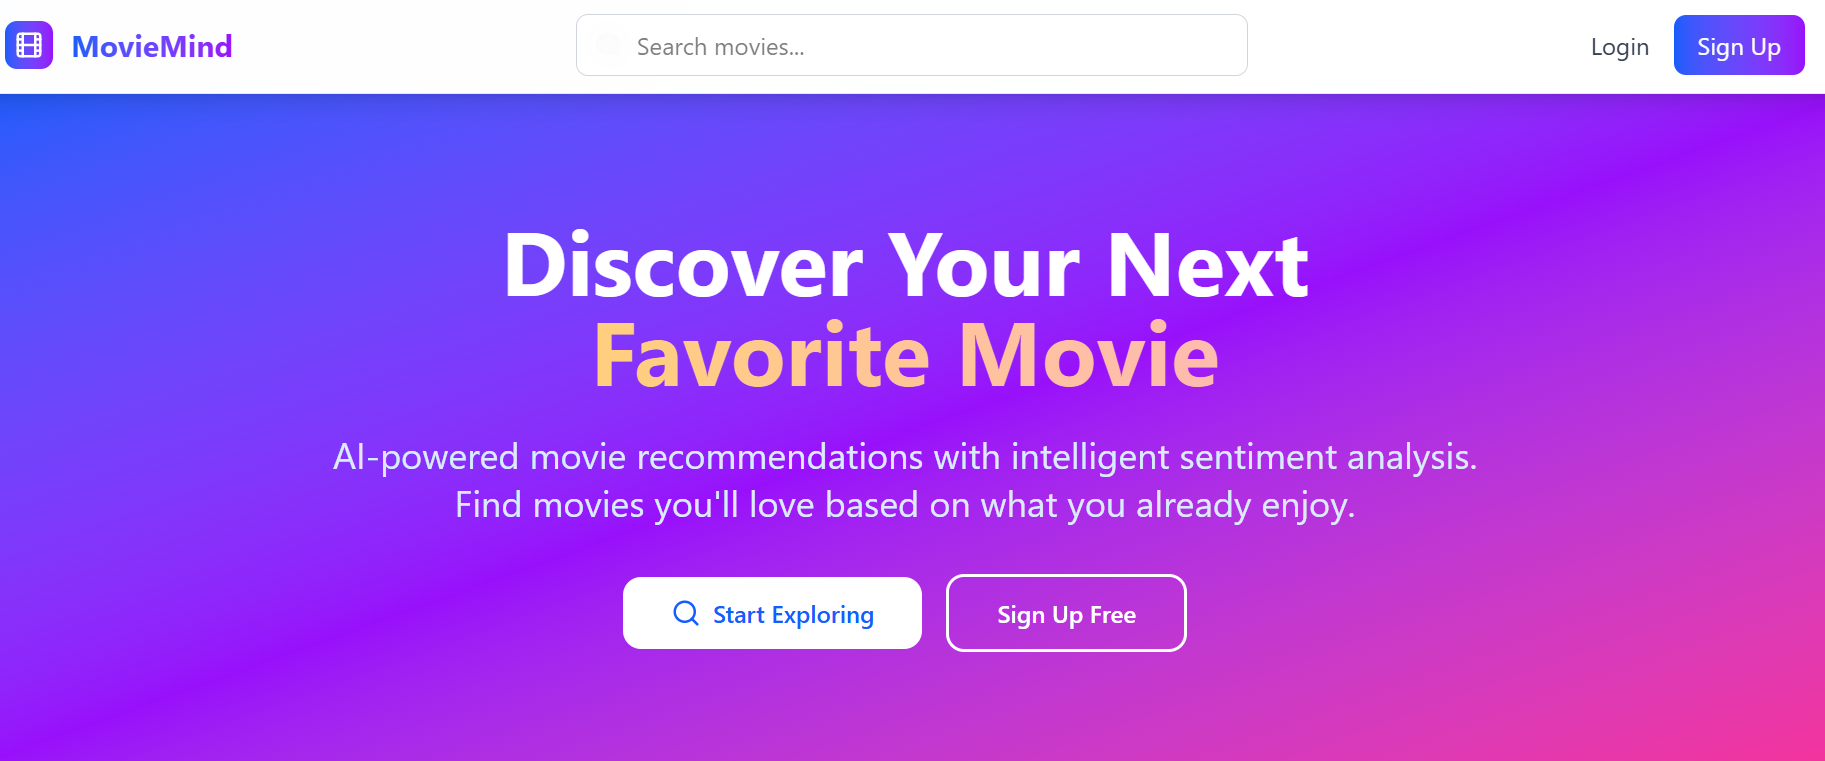 MovieMind
Search movies...
Login
Sign Up
Discover Your Next
Favorite Movie
AI-powered movie recommendations with intelligent sentiment analysis.
Find movies you'll love based on what you already enjoy.
Start Exploring
Sign Up Free